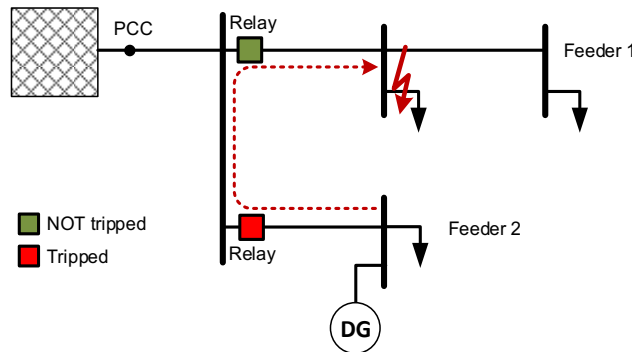 Relay
PCC
Feeder 1
NOT tripped
Tripped
Relay
Feeder 2
DG